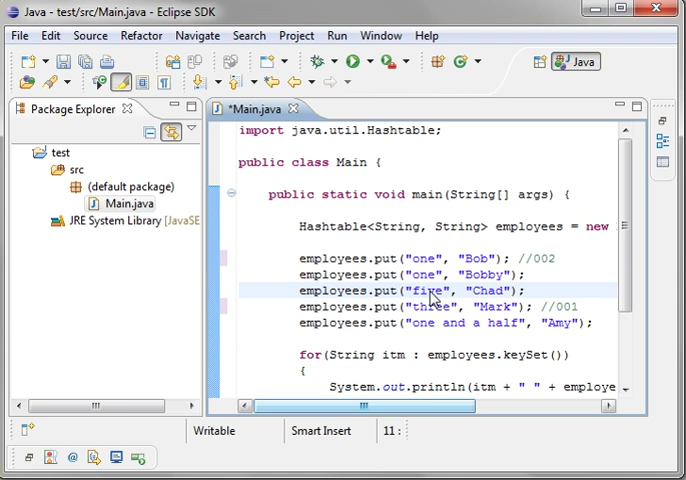 Java - test/src/Main.java - Eclipse SDK
File Edit Source Refactor Navigate Search Project Run Window Help
Java
Package Explorer
*Main.java
test
src
(default package)
Main.java
JRE System Library [JavaSE
import java.util.Hashtable;
public class Main {
public static void main(String[] args) {
Hashtable<String, String> employees = new
employees.put("one", "Bob"); //002
employees.put("one", "Bobby");
employees.put("five", "Chad");
employees.put("three", "Mark"); //001
employees.put("one and a half", "Amy");
for(String itm : employees.keySet())
{
System.out.println(itm + " " + employe
Writable Smart Insert 11 :